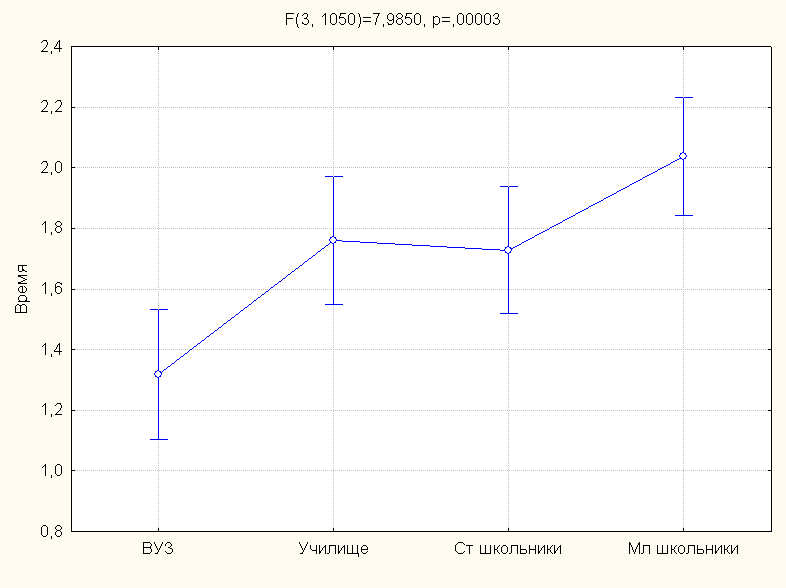 F(3, 1050)=7,9850, p=,00003
2,4
2,2
2,0
1,8
1,6
1,4
1,2
1,0
0,8
Время
ВУЗ
Училище
Ст школьники
Мл школьники